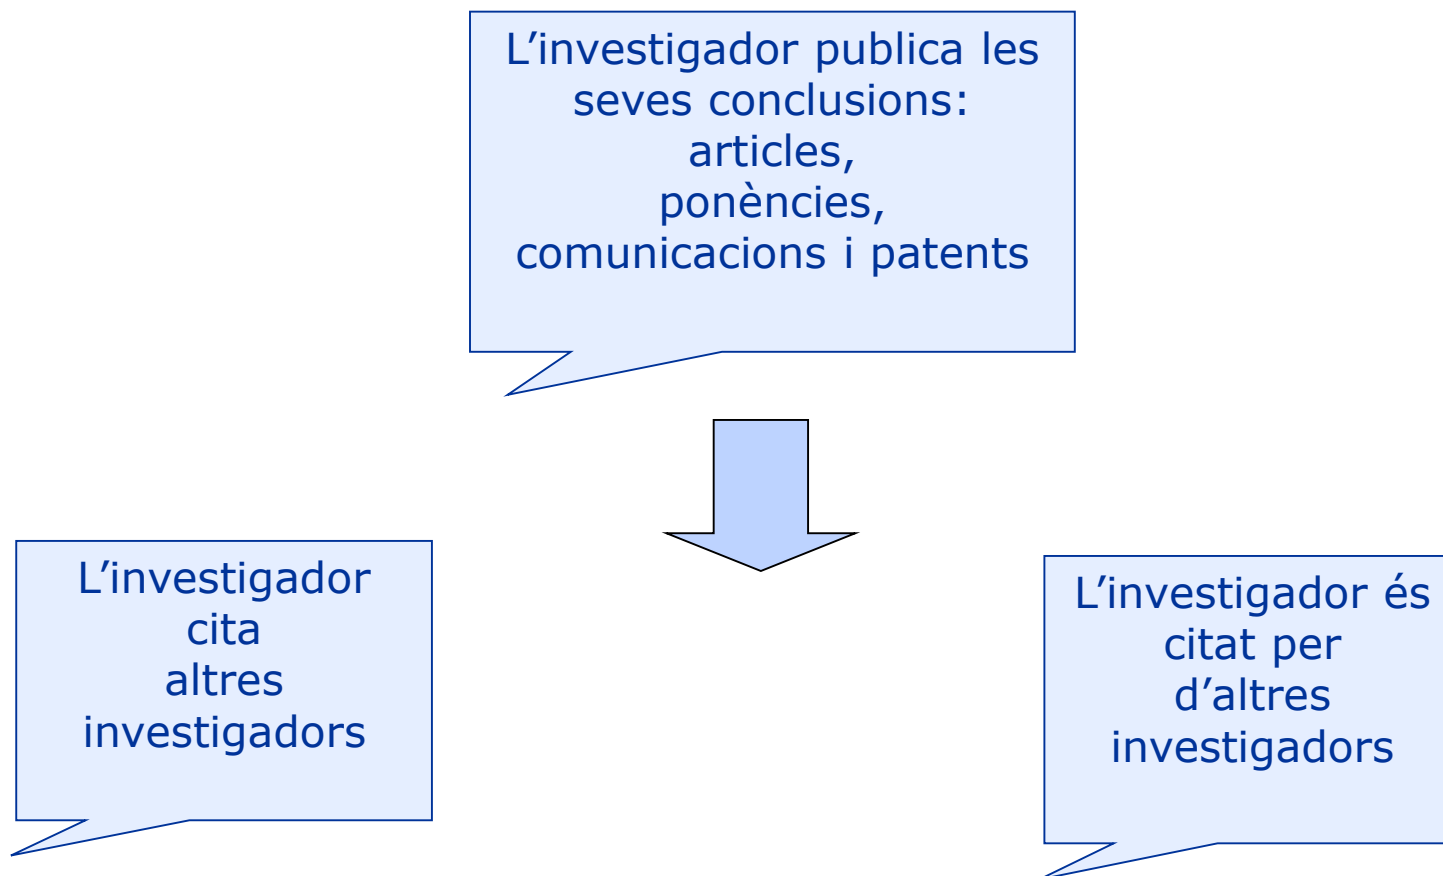 L’investigador publica les
seves conclusions:
articles,
ponències,
comunicacions i patents
L’investigador
cita
altres
investigadors
L’investigador és
citat per
d’altres
investigadors